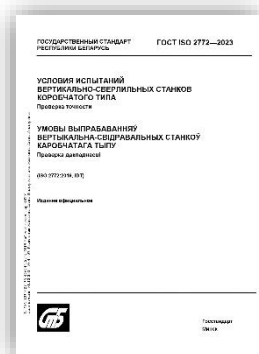 ГОСУДАРСТВЕННЫЙ СТАНДАРТ
РЕСПУБЛИКИ БЕЛАРУСЬ
ГОСТ ISO 2772—2023
УСЛОВИЯ ИСПЫТАНИЙ
ВЕРТИКАЛЬНО-СВЕРЛИЛЬНЫХ СТАНКОВ
КОРОБЧАТОГО ТИПА
Проверка точности
УМОВЫ ВЫПРАБАВАННЯЎ
ВЕРТЫКАЛЬНА-СВІДРАВАЛЬНЫХ СТАНКОЎ
КАРОБЧАТАГА ТЫПУ
Праверка дакладнасці
Издание официальное
Госстандарт
Минск